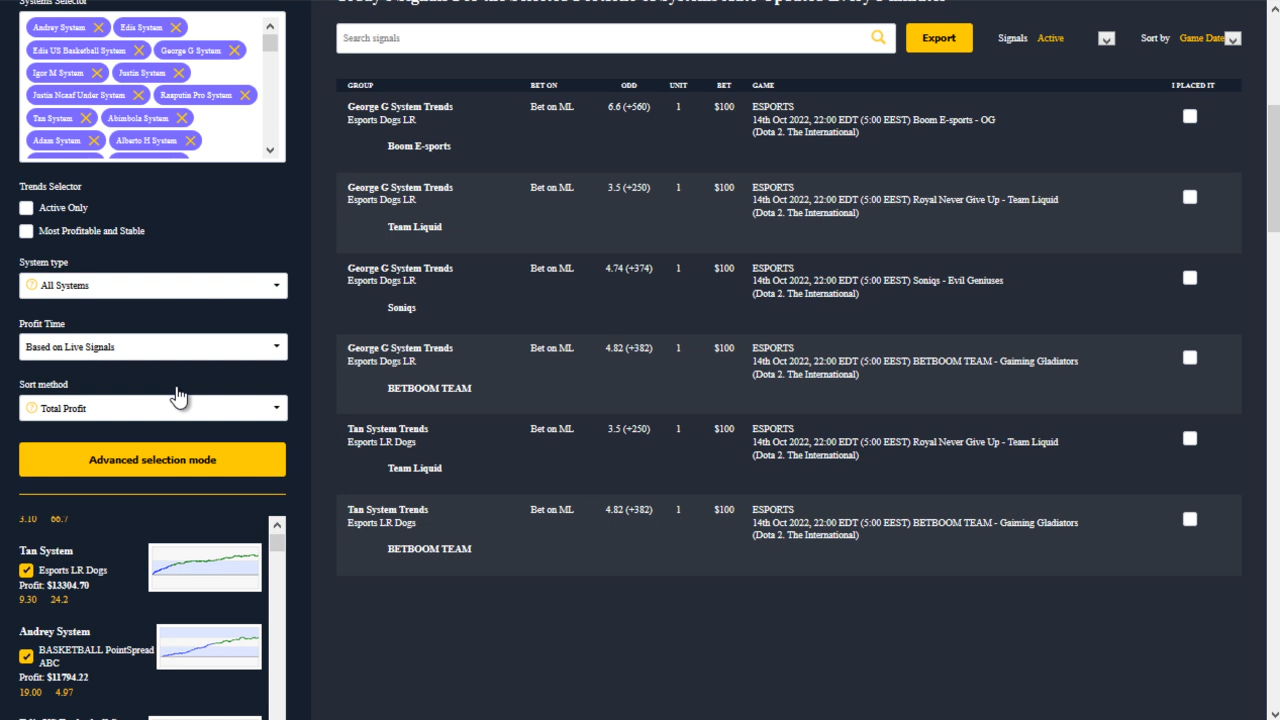 Systems Selector
Andrey System
Edis System
Edis US Basketball System
George G System
Igor M System
Justin System
Justin Ncaaf Under System
Rasputin Pro System
Tan System
Abimbola System
Adam System
Alberto H System
Trends Selector
Active Only
Most Profitable and Stable
System type
All Systems
Profit Time
Based on Live Signals
Sort method
Total Profit
Advanced selection mode
3.10 66.7
Tan System
Esports LR Dogs
Profit: $13304.70
9.30 24.2
Andrey System
BASKETBALL PointSpread
ABC
Profit: $11794.22
19.00 4.97
Search signals
Export
Signals Active
Sort by Game Date
GROUP BET ON ODD UNIT BET GAME I PLACED IT
George G System Trends Bet on ML 6.6 (+560) 1 $100 ESPORTS
Esports Dogs LR 14th Oct 2022, 22:00 EDT (5:00 EEST) Boom E-sports - OG
(Dota 2. The International)
Boom E-sports
George G System Trends Bet on ML 3.5 (+250) 1 $100 ESPORTS
Esports Dogs LR 14th Oct 2022, 22:00 EDT (5:00 EEST) Royal Never Give Up - Team Liquid
(Dota 2. The International)
Team Liquid
George G System Trends Bet on ML 4.74 (+374) 1 $100 ESPORTS
Esports Dogs LR 14th Oct 2022, 22:00 EDT (5:00 EEST) Soniqs - Evil Geniuses
(Dota 2. The International)
Soniqs
George G System Trends Bet on ML 4.82 (+382) 1 $100 ESPORTS
Esports Dogs LR 14th Oct 2022, 22:00 EDT (5:00 EEST) BETBOOM TEAM - Gaiming Gladiators
(Dota 2. The International)
BETBOOM TEAM
Tan System Trends Bet on ML 3.5 (+250) 1 $100 ESPORTS
Esports LR Dogs 14th Oct 2022, 22:00 EDT (5:00 EEST) Royal Never Give Up - Team Liquid
(Dota 2. The International)
Team Liquid
Tan System Trends Bet on ML 4.82 (+382) 1 $100 ESPORTS
Esports LR Dogs 14th Oct 2022, 22:00 EDT (5:00 EEST) BETBOOM TEAM - Gaiming Gladiators
(Dota 2. The International)
BETBOOM TEAM